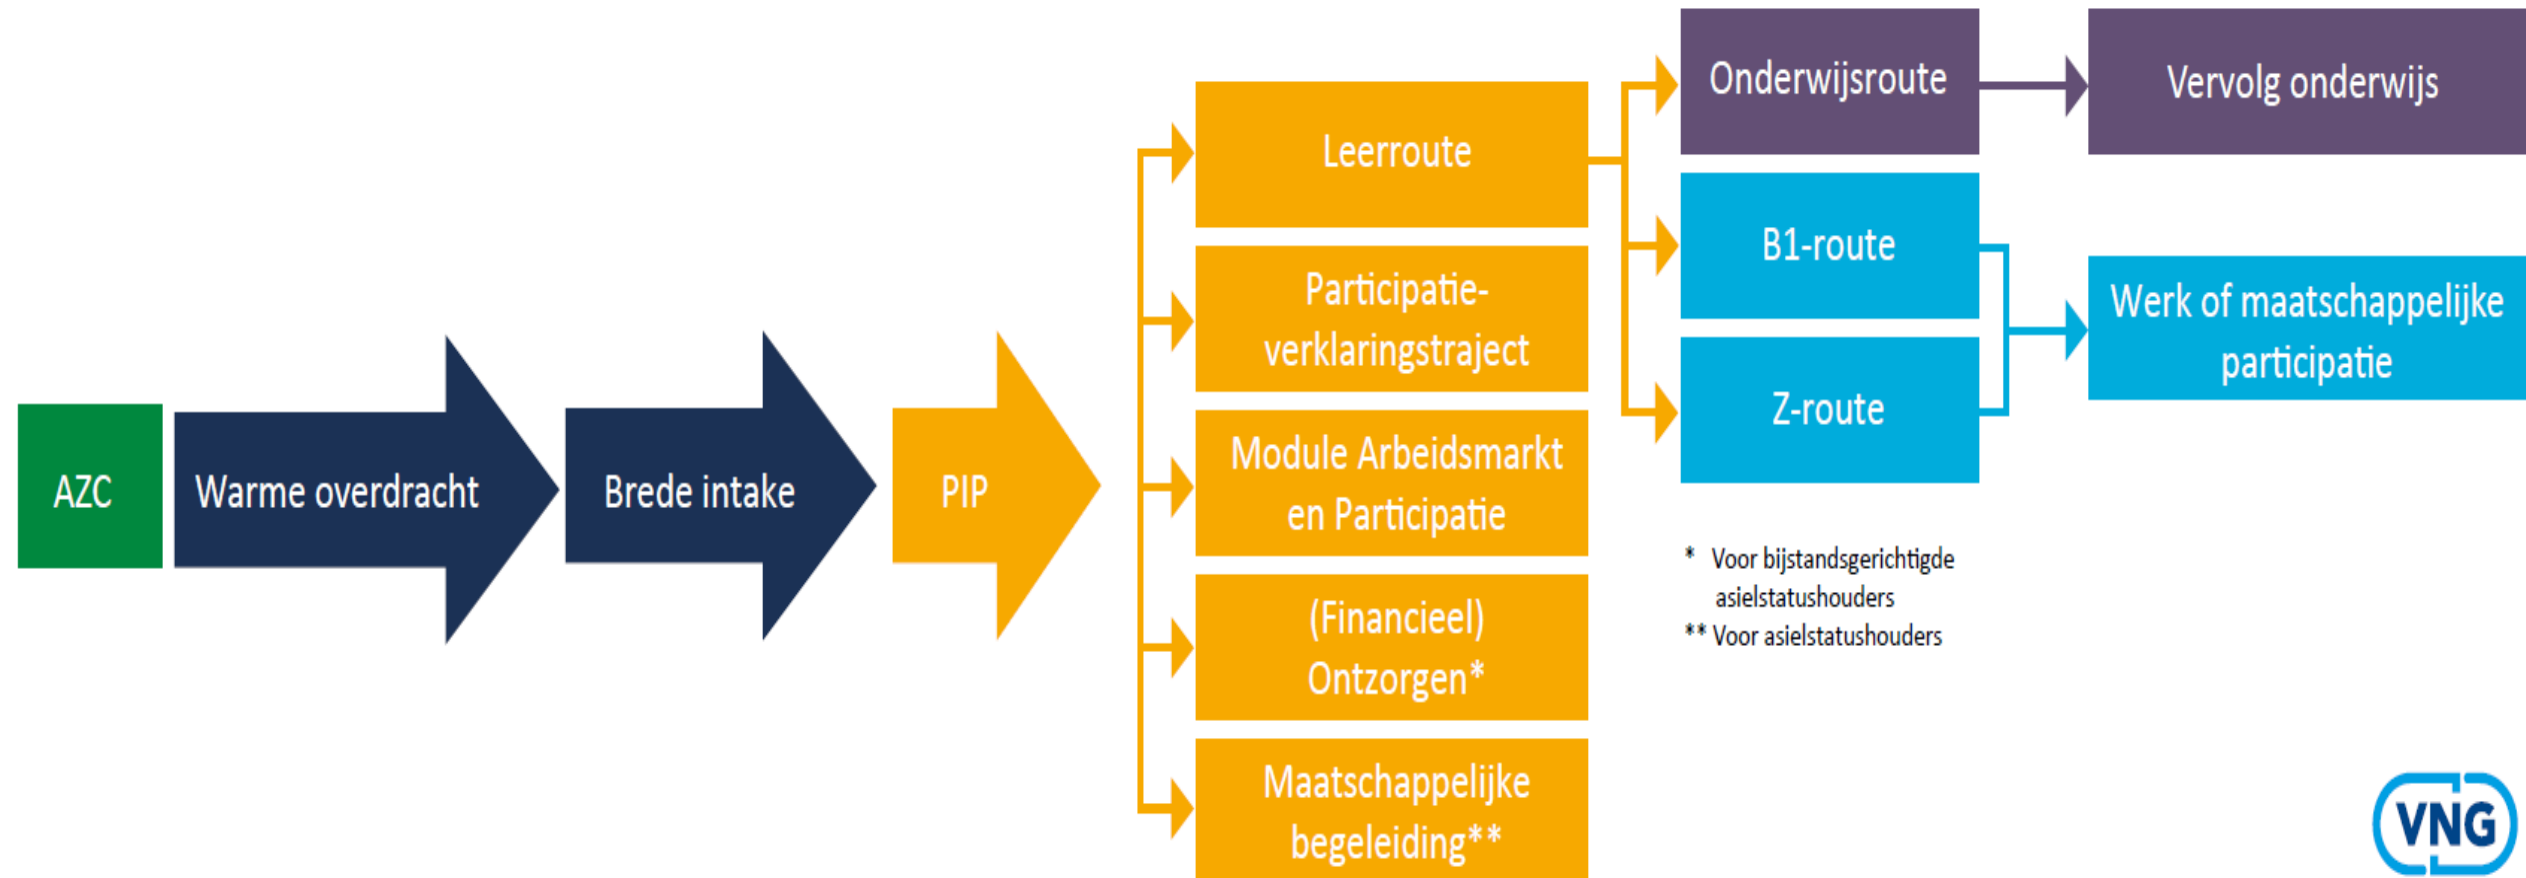 AZC
Warme overdracht
Brede intake
PIP
Leerroute
Participatie-
verklaringstraject
Module Arbeidsmarkt
en Participatie
(Financieel)
Ontzorgen*
Maatschappelijke
begeleiding**
Onderwijsroute
B1-route
Z-route
Vervolg onderwijs
Werk of maatschappelijke
participatie
* Voor bijstandsgerichtigde
asielstatushouders
** Voor asielstatushouders
VNG